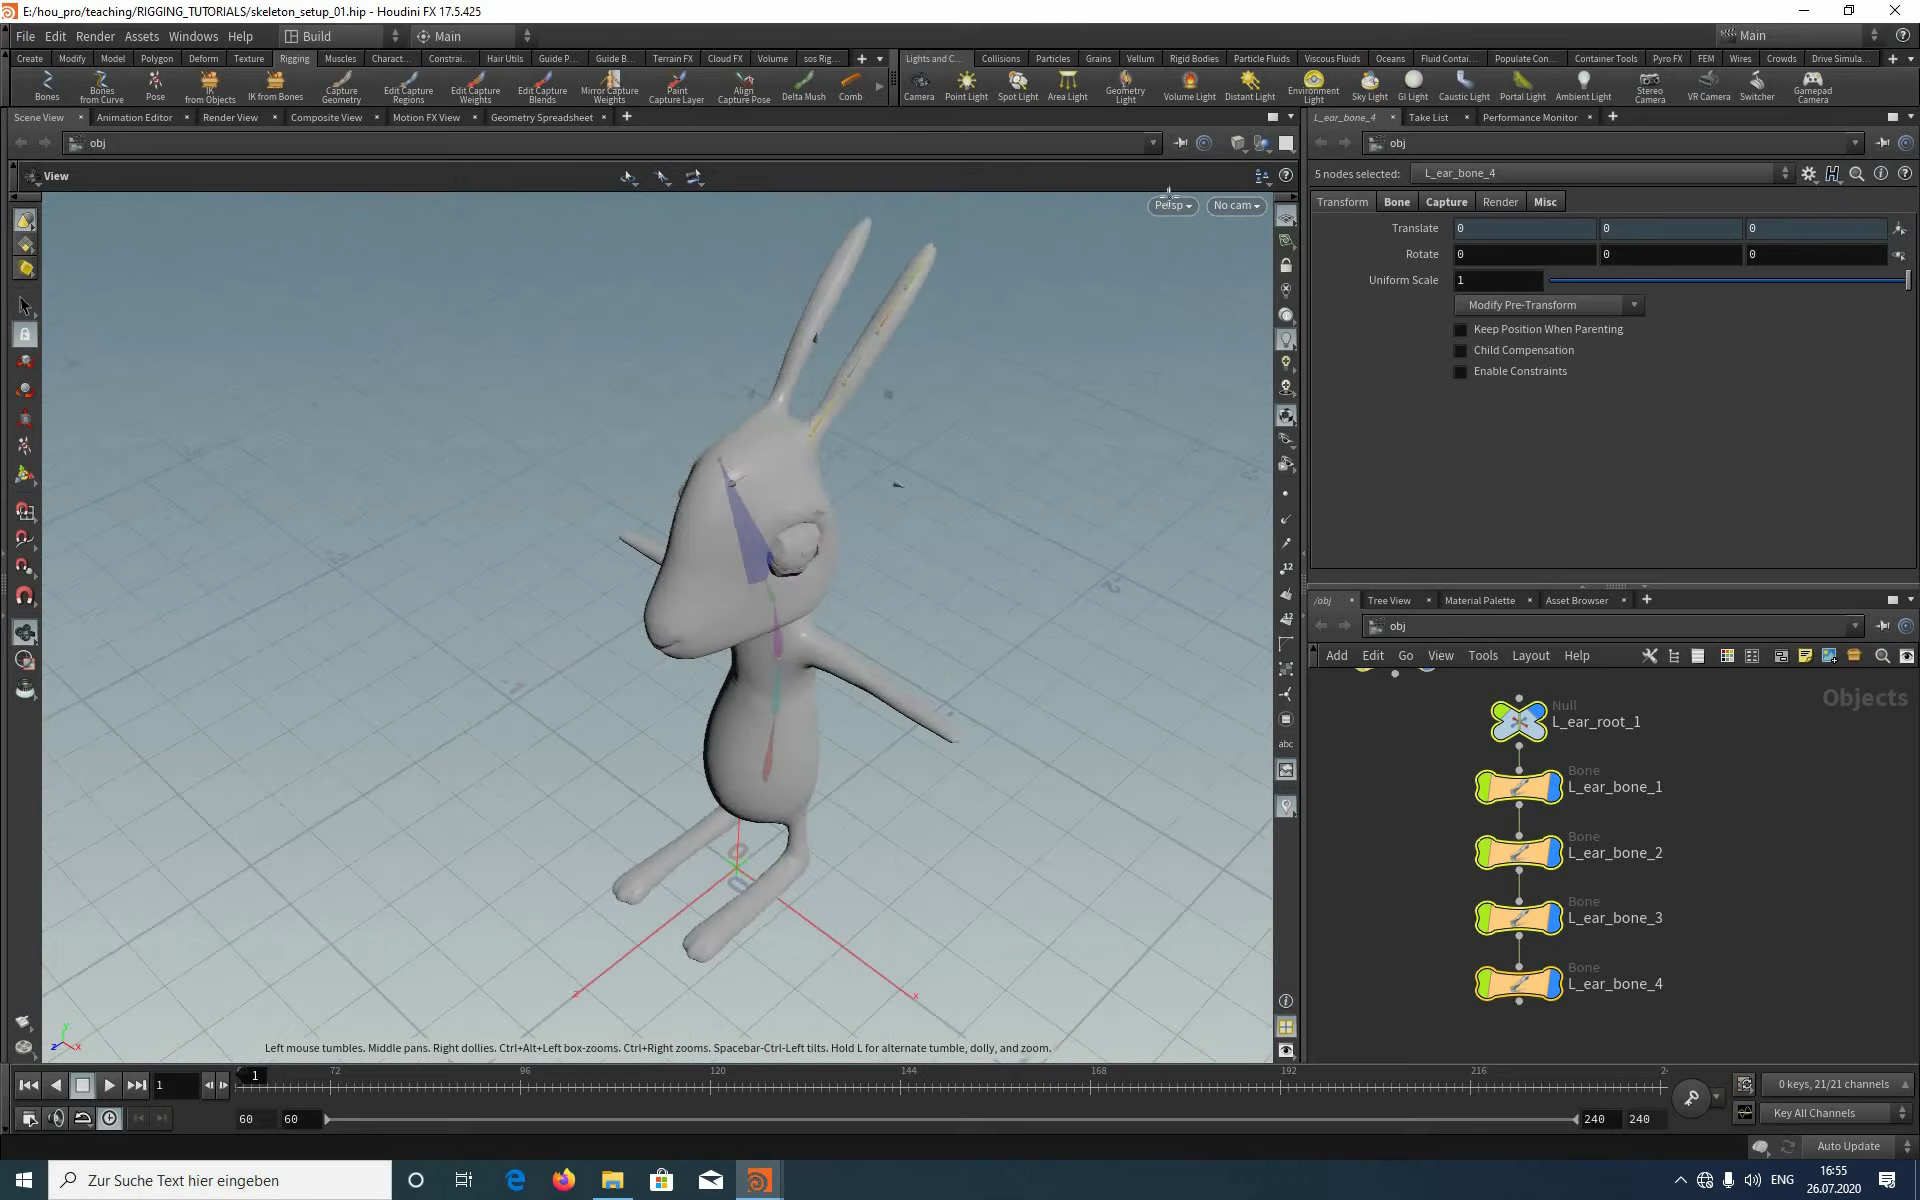 E:/hou_pro/teaching/RIGGING_TUTORIALS/skeleton_setup_01.hip - Houdini FX 17.5.425
File Edit Render Assets Windows Help Build Main Main
Create Modify Model Polygon Deform Texture Rigging Muscles Charact... Constrai... Hair Utils Guide P... Guide B... Terrain FX Cloud FX Volume sos Rig...
Lights and C... Collisions Particles Grains Vellum Rigid Bodies Particle Fluids Viscous Fluids Oceans Fluid Contai... Populate Con... Container Tools Pyro FX FEM Wires Crowds Drive Simula...
Bones
Bones from Curve
Pose
IK from Objects
IK from Bones
Capture Geometry
Edit Capture Regions
Edit Capture Weights
Edit Capture Blends
Mirror Capture Weights
Paint Capture Layer
Align Capture Pose
Delta Mush
Comb
Camera
Point Light
Spot Light
Area Light
Geometry Light
Volume Light
Distant Light
Environment Light
Sky Light
GI Light
Caustic Light
Portal Light
Ambient Light
Stereo Camera
VR Camera
Switcher
Gamepad Camera
Scene View Animation Editor Render View Composite View Motion FX View Geometry Spreadsheet
obj
View
Persp No cam
L_ear_bone_4 Take List Performance Monitor
obj
5 nodes selected: L_ear_bone_4
Transform Bone Capture Render Misc
Translate 0 0 0
Rotate 0 0 0
Uniform Scale 1
Modify Pre-Transform
Keep Position When Parenting
Child Compensation
Enable Constraints
/obj Tree View Material Palette Asset Browser
obj
Add Edit Go View Tools Layout Help
Objects
Null
L_ear_root_1
Bone
L_ear_bone_1
Bone
L_ear_bone_2
Bone
L_ear_bone_3
Bone
L_ear_bone_4
12
12
abc
0
0
z
x
y
z
x
Left mouse tumbles. Middle pans. Right dollies. Ctrl+Alt+Left box-zooms. Ctrl+Right zooms. Spacebar-Ctrl-Left tilts. Hold L for alternate tumble, dolly, and zoom.
1 1 72 96 120 144 168 192 216
0 keys, 21/21 channels
60 60 240 240
Key All Channels
Auto Update
Zur Suche Text hier eingeben
ENG
16:55
26.07.2020